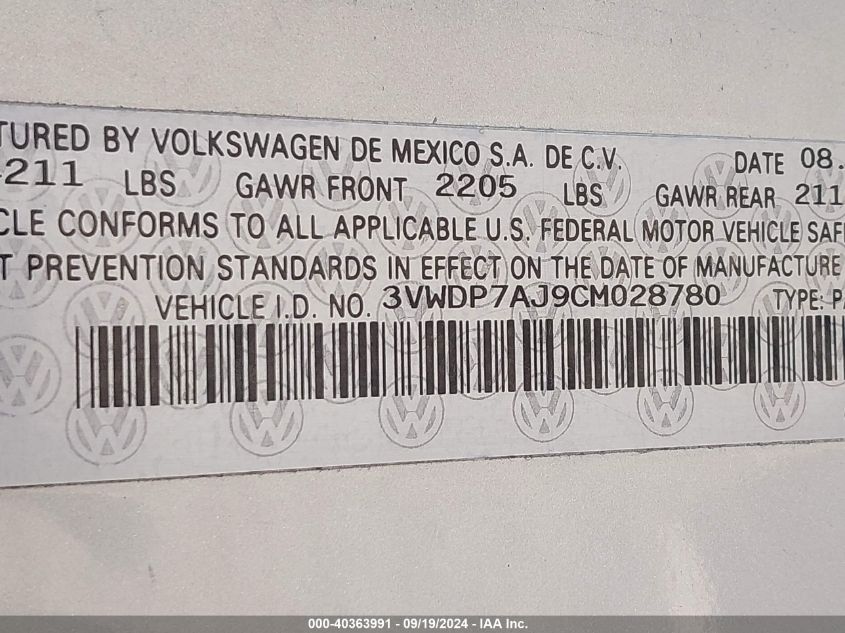 TURED BY VOLKSWAGEN DE MEXICO S.A. DE C.V. DATE 08.
4211 LBS GAWR FRONT 2205 LBS GAWR REAR 211
CLE CONFORMS TO ALL APPLICABLE U.S. FEDERAL MOTOR VEHICLE SAF
T PREVENTION STANDARDS IN EFFECT ON THE DATE OF MANUFACTURE
VEHICLE I.D. NO. 3VWDP7AJ9CM028780 TYPE: PA
000-40363991 - 09/19/2024 - IAA Inc.